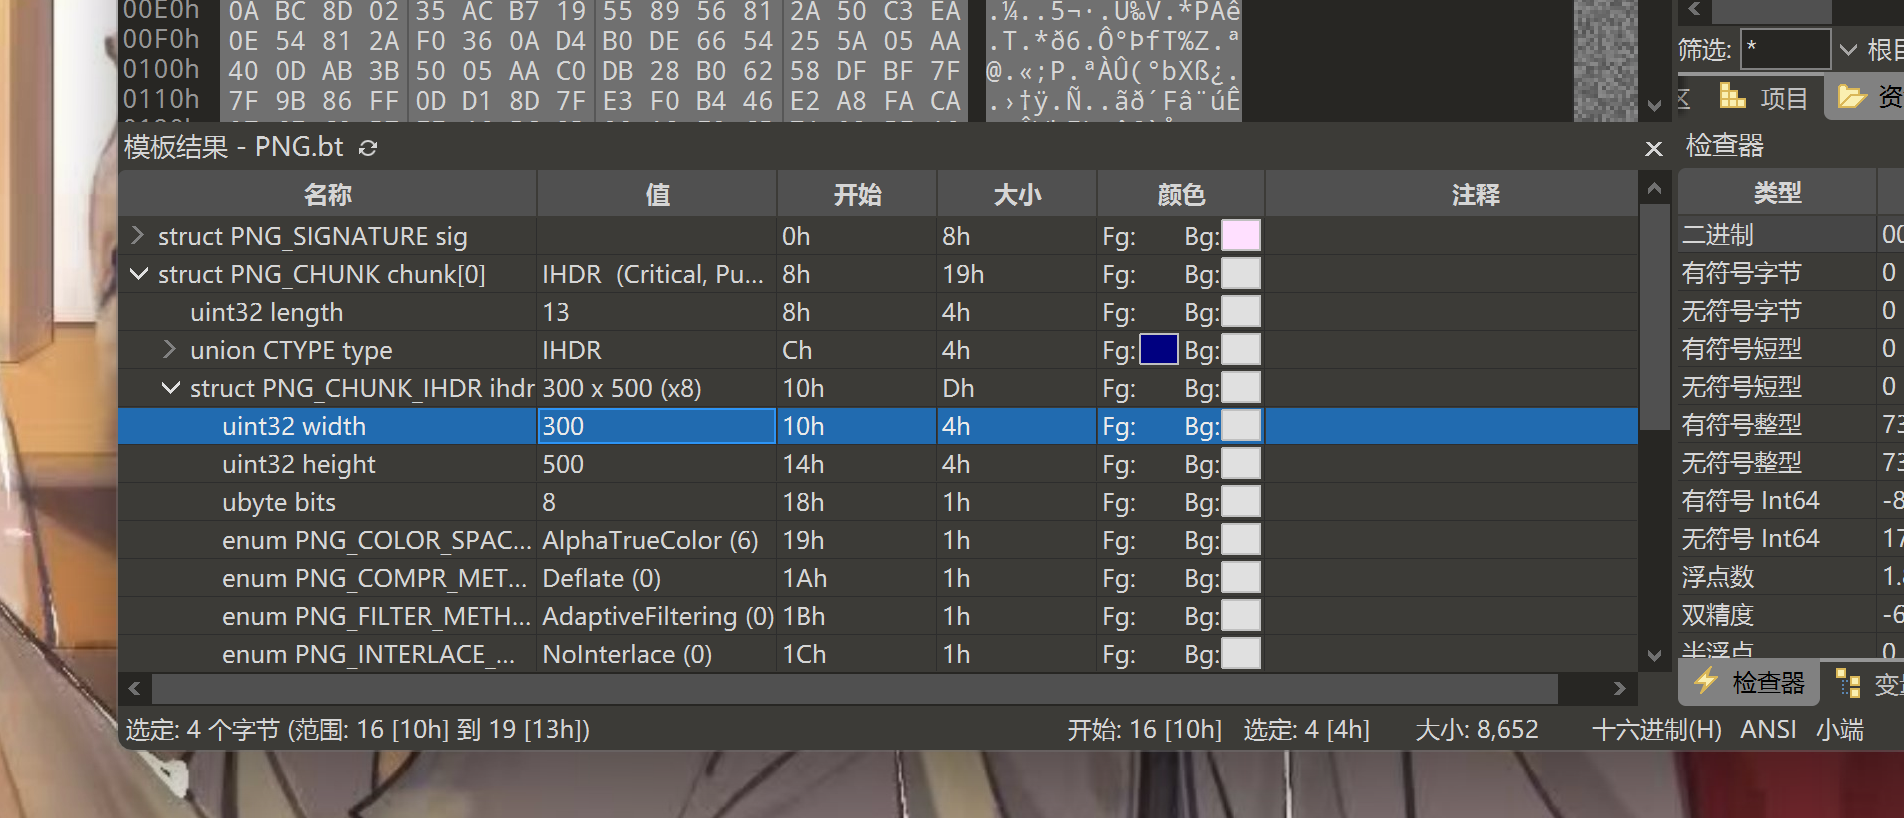 00E0h 0A BC 8D 02 35 AC B7 19 55 89 56 81 2A 50 C3 EA .¼..5¬·.U‰V.*PÃê
00F0h 0E 54 81 2A F0 36 0A D4 B0 DE 66 54 25 5A 05 AA .T.*ð6.Ô°ÞfT%Z.ª
0100h 40 0D AB 3B 50 05 AA C0 DB 28 B0 62 58 DF BF 7F @.«;P.ªÀÛ(°bXß¿.
0110h 7F 9B 86 FF 0D D1 8D 7F E3 F0 B4 46 E2 A8 FA CA .›†ÿ.Ñ..ãð´Fâ¨úÊ
筛选: * 根目
项目 资
模板结果 - PNG.bt
名称 值 开始 大小 颜色 注释
struct PNG_SIGNATURE sig 0h 8h Fg: Bg:
struct PNG_CHUNK chunk[0] IHDR (Critical, Pu... 8h 19h Fg: Bg:
uint32 length 13 8h 4h Fg: Bg:
union CTYPE type IHDR Ch 4h Fg: Bg:
struct PNG_CHUNK_IHDR ihdr 300 x 500 (x8) 10h Dh Fg: Bg:
uint32 width 300 10h 4h Fg: Bg:
uint32 height 500 14h 4h Fg: Bg:
ubyte bits 8 18h 1h Fg: Bg:
enum PNG_COLOR_SPAC... AlphaTrueColor (6) 19h 1h Fg: Bg:
enum PNG_COMPR_MET... Deflate (0) 1Ah 1h Fg: Bg:
enum PNG_FILTER_METH... AdaptiveFiltering (0) 1Bh 1h Fg: Bg:
enum PNG_INTERLACE_... NoInterlace (0) 1Ch 1h Fg: Bg:
检查器
类型
二进制 00
有符号字节 0
无符号字节 0
有符号短型 0
无符号短型 0
有符号整型 73
无符号整型 73
有符号 Int64 -8
无符号 Int64 17
浮点数 1.
双精度 -6
半浮点 0
检查器 变
选定: 4 个字节 (范围: 16 [10h] 到 19 [13h]) 开始: 16 [10h] 选定: 4 [4h] 大小: 8,652 十六进制(H) ANSI 小端